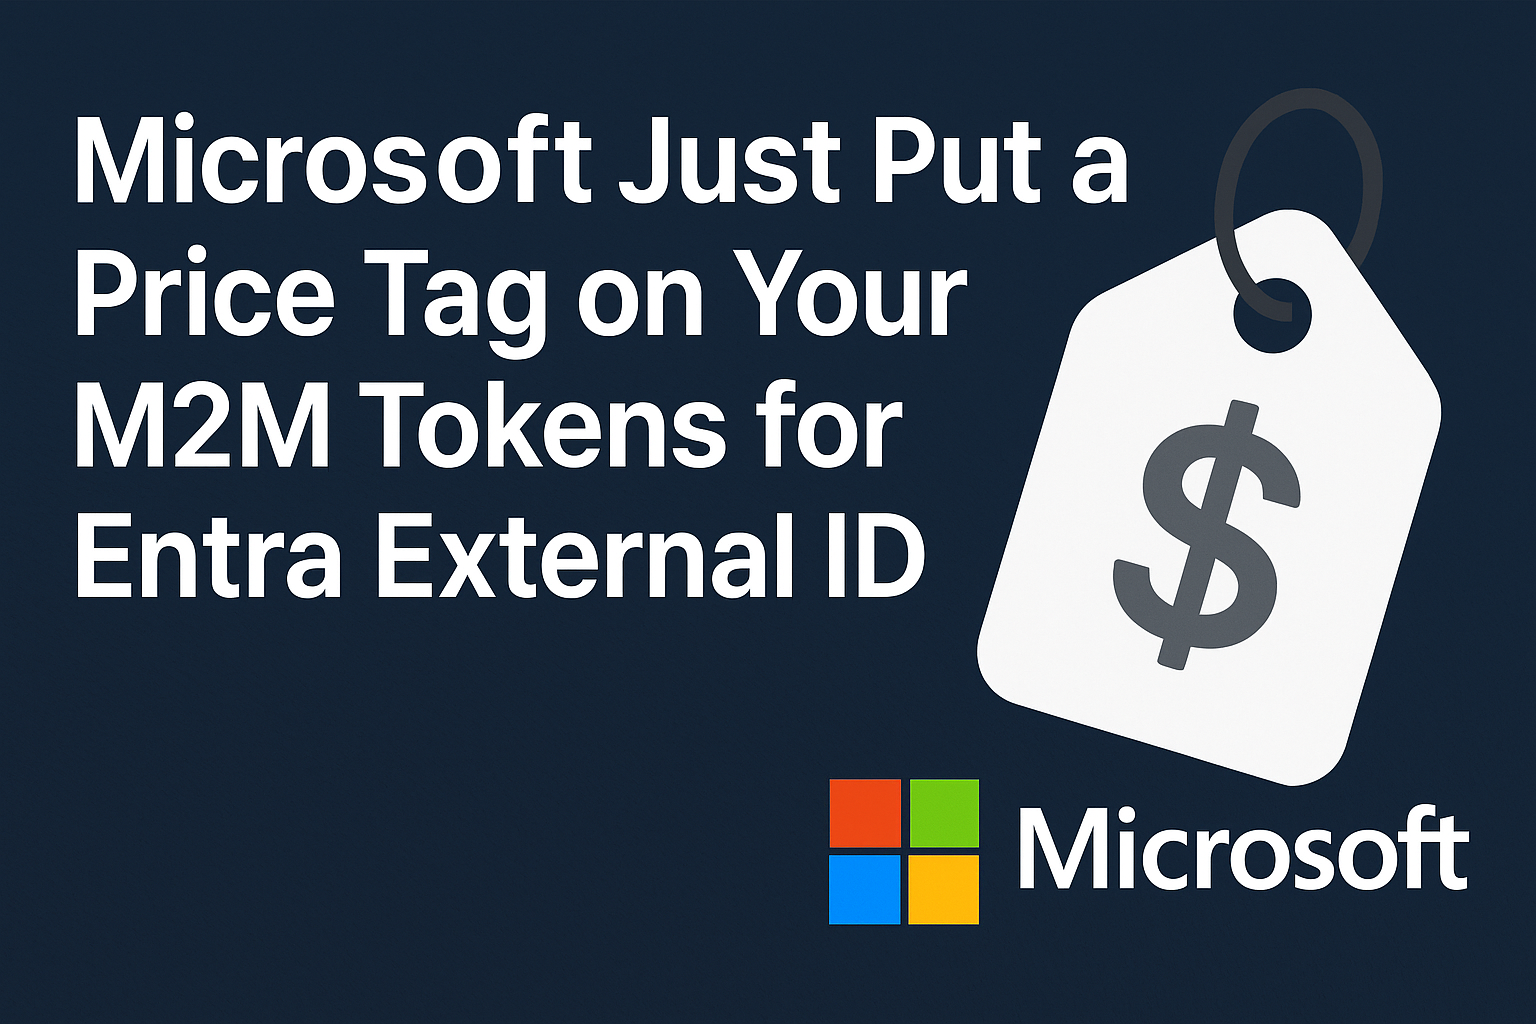 Microsoft Just Put a
Price Tag on Your
M2M Tokens for
Entra External ID
$
Microsoft